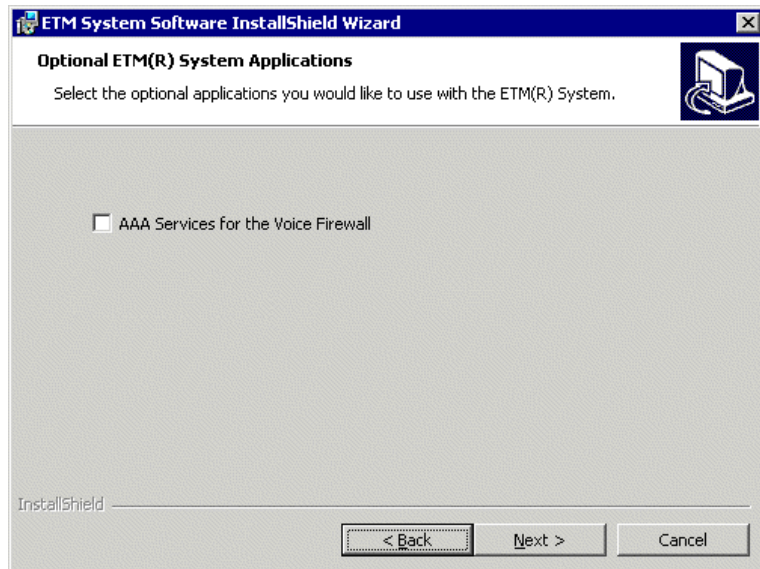 ETM System Software InstallShield Wizard
Optional ETM(R) System Applications
Select the optional applications you would like to use with the ETM(R) System.
AAA Services for the Voice Firewall
InstallShield
< Back Next > Cancel